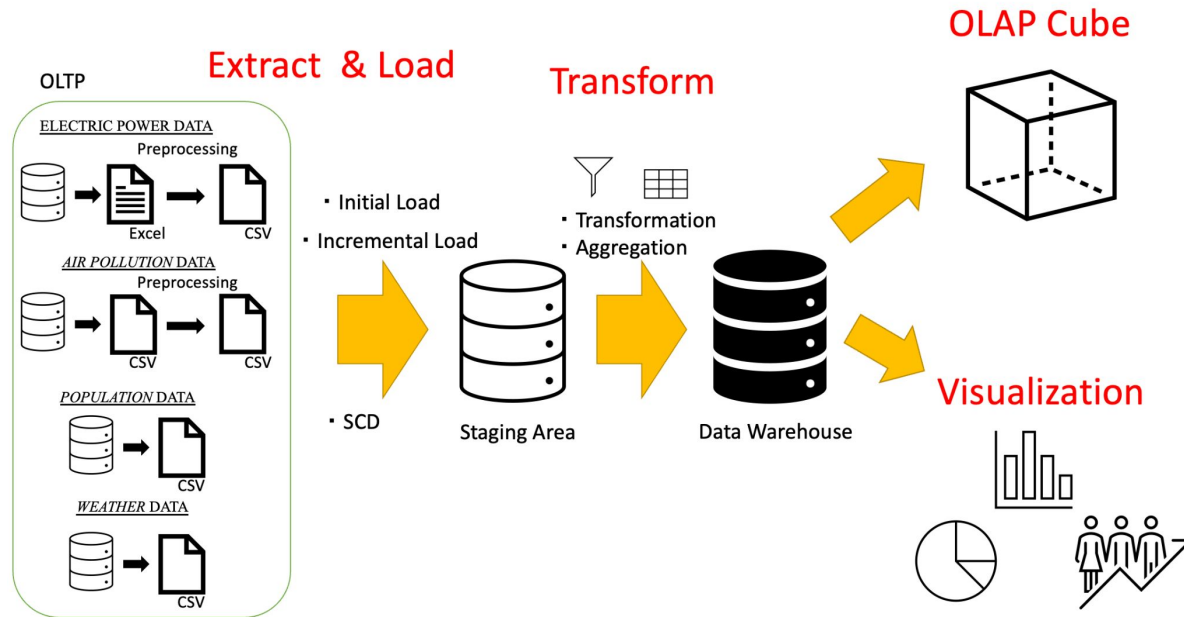 OLTP
ELECTRIC POWER DATA
Preprocessing
Excel
CSV
AIR POLLUTION DATA
Preprocessing
CSV
CSV
POPULATION DATA
CSV
WEATHER DATA
CSV
Extract & Load
・Initial Load
・Incremental Load
・SCD
Staging Area
Transform
・Transformation
・Aggregation
Data Warehouse
OLAP Cube
Visualization